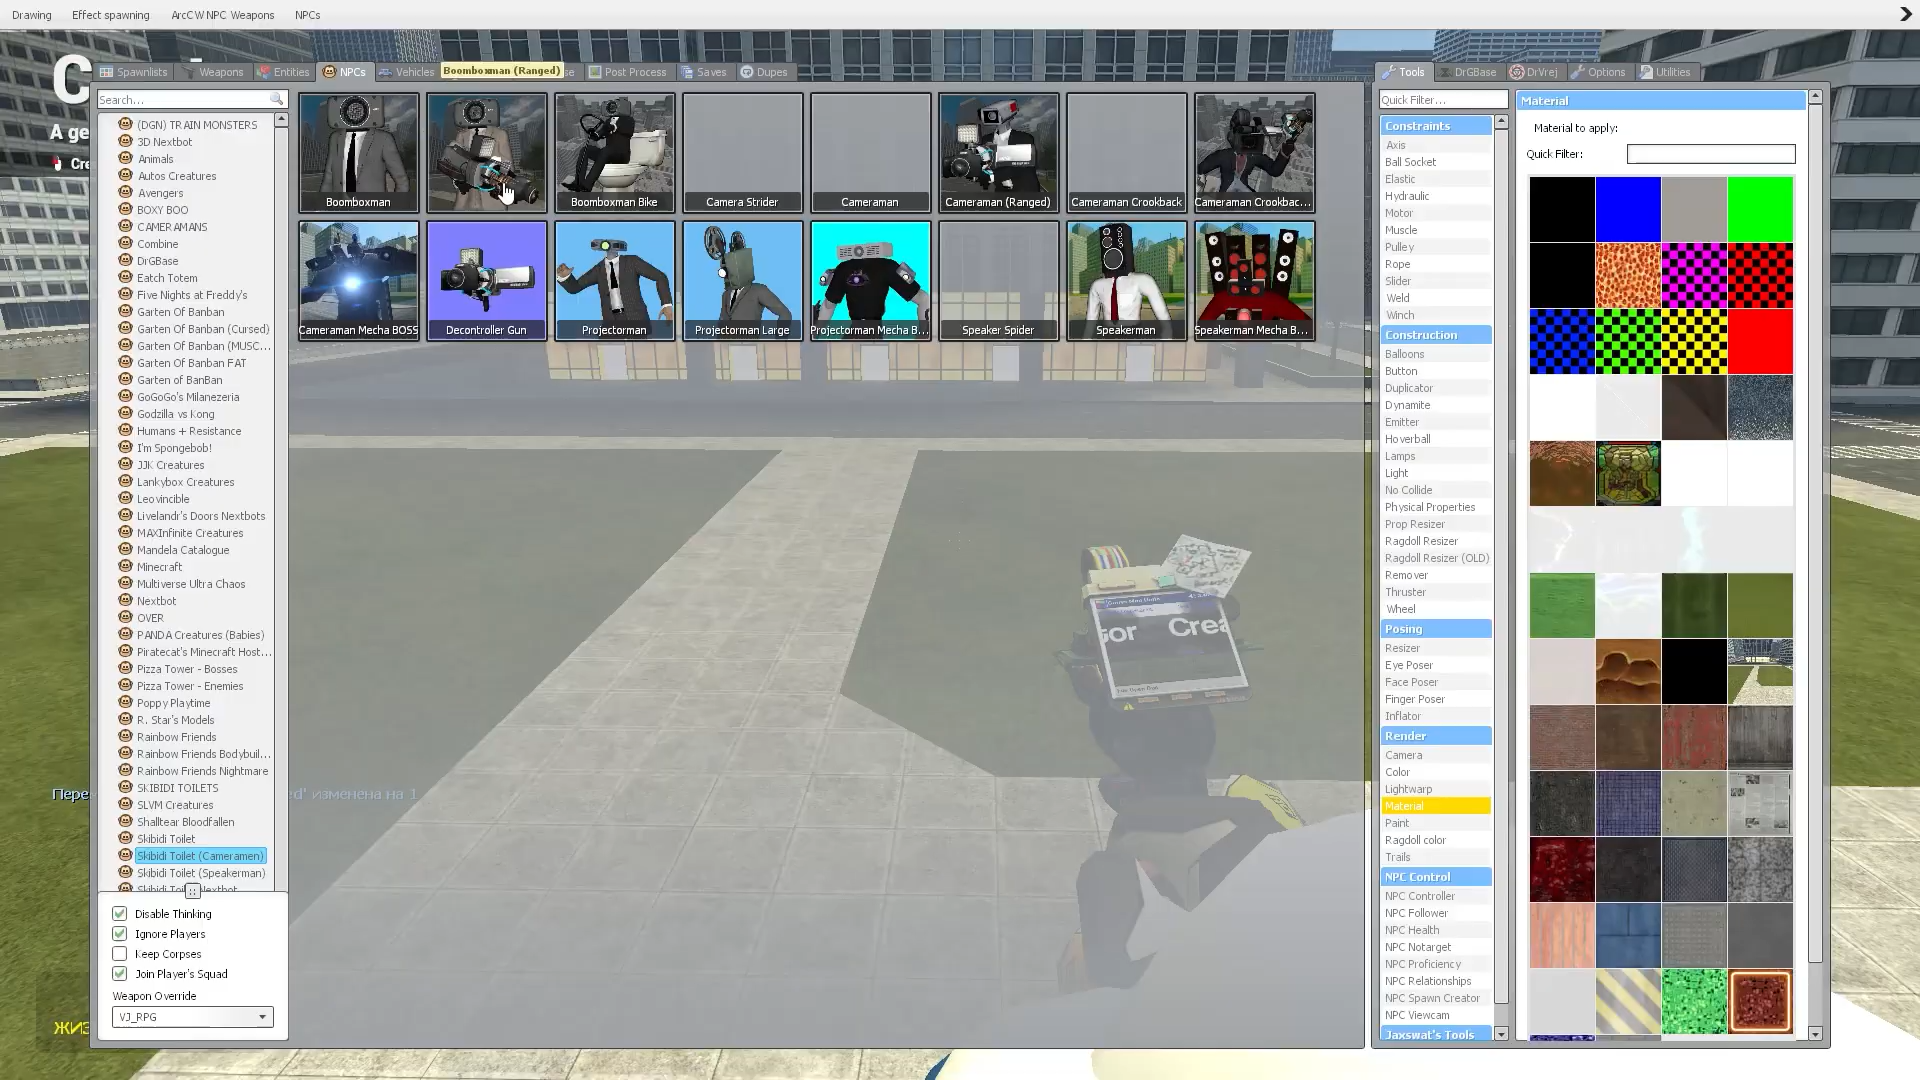 Drawing
Effect spawning
ArcCW NPC Weapons
NPCs
C
A ge
Cre
Spawnlists
Weapons
Entities
NPCs
Vehicles
Boomboxman (Ranged)
Post Process
Saves
Dupes
Search...
(DGN) TRAIN MONSTERS
3D Nextbot
Animals
Autos Creatures
Avengers
BOXY BOO
CAMERAMANS
Combine
DrGBase
Eatch Totem
Five Nights at Freddy's
Garten Of Banban
Garten Of Banban (Cursed)
Garten Of Banban (MUSC...
Garten Of Banban FAT
Garten of BanBan
GoGoGo's Milanezeria
Godzilla vs Kong
Humans + Resistance
I'm Spongebob!
JJK Creatures
Lankybox Creatures
Leovincible
Livelandr's Doors Nextbots
MAXInfinite Creatures
Mandela Catalogue
Minecraft
Multiverse Ultra Chaos
Nextbot
OVER
PANDA Creatures (Babies)
Piratecat's Minecraft Host...
Pizza Tower - Bosses
Pizza Tower - Enemies
Poppy Playtime
R. Star's Models
Rainbow Friends
Rainbow Friends Bodybuil...
Rainbow Friends Nightmare
SKIBIDI TOILETS
SLVM Creatures
Shalltear Bloodfallen
Skibidi Toilet
Skibidi Toilet (Cameramen)
Skibidi Toilet (Speakerman)
Disable Thinking
Ignore Players
Keep Corpses
Join Player's Squad
Weapon Override
VJ_RPG
Boomboxman
Boomboxman Bike
Camera Strider
Cameraman
Cameraman (Ranged)
Cameraman Crookback
Cameraman Crookbac...
Cameraman Mecha BOSS
Decontroller Gun
Projectorman
Projectorman Large
Projectorman Mecha B...
Speaker Spider
Speakerman
Speakerman Mecha B...
Пере
ed' изменена на 1
ЖИЗ
Gor Crea
Tools
DrGBase
DrVrej
Options
Utilities
Quick Filter...
Constraints
Axis
Ball Socket
Elastic
Hydraulic
Motor
Muscle
Pulley
Rope
Slider
Weld
Winch
Construction
Balloons
Button
Duplicator
Dynamite
Emitter
Hoverball
Lamps
Light
No Collide
Physical Properties
Prop Resizer
Ragdoll Resizer
Ragdoll Resizer (OLD)
Remover
Thruster
Wheel
Posing
Resizer
Eye Poser
Face Poser
Finger Poser
Inflator
Render
Camera
Color
Lightwarp
Material
Paint
Ragdoll color
Trails
NPC Control
NPC Controller
NPC Follower
NPC Health
NPC Notarget
NPC Proficiency
NPC Relationships
NPC Spawn Creator
NPC Viewcam
Jaxswat's Tools
Material
Material to apply:
Quick Filter: